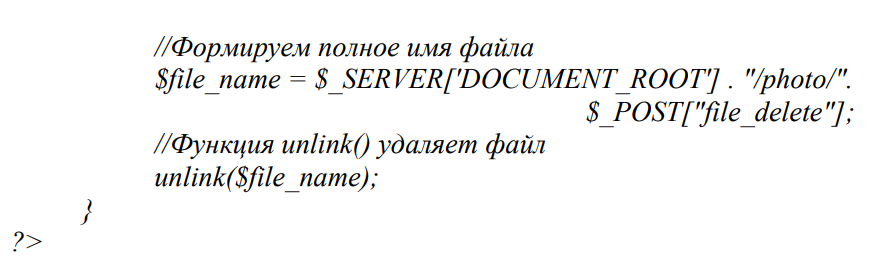 //Формируем полное имя файла
$file_name = $_SERVER['DOCUMENT_ROOT'] . "/photo/".
$_POST["file_delete"];
//Функция unlink() удаляет файл
unlink($file_name);
}
?>